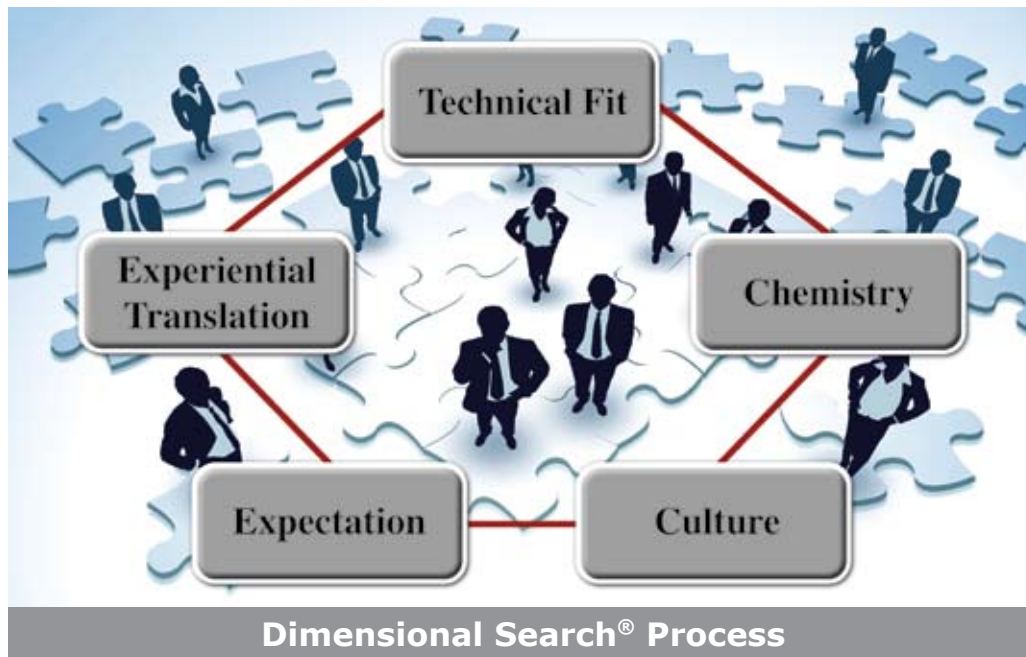 Technical Fit
Experiential
Translation
Chemistry
Expectation
Culture
Dimensional Search® Process